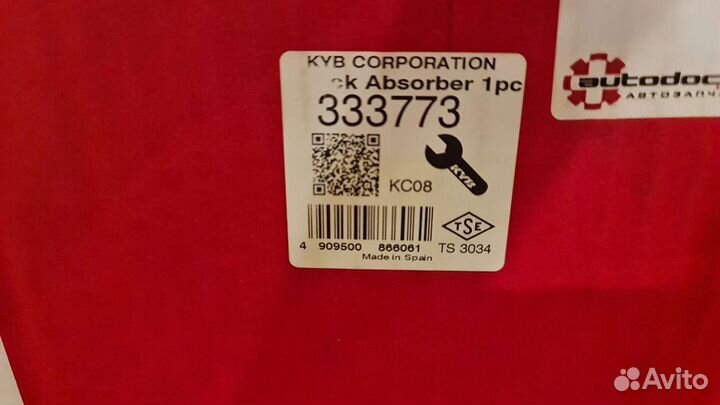 KYB CORPORATION
ck Absorber 1pc
333773
KYB
KC08
TSE
4 909500 866061
TS 3034
Made in Spain
autodoc
АВТОЗАПЧ
Avito